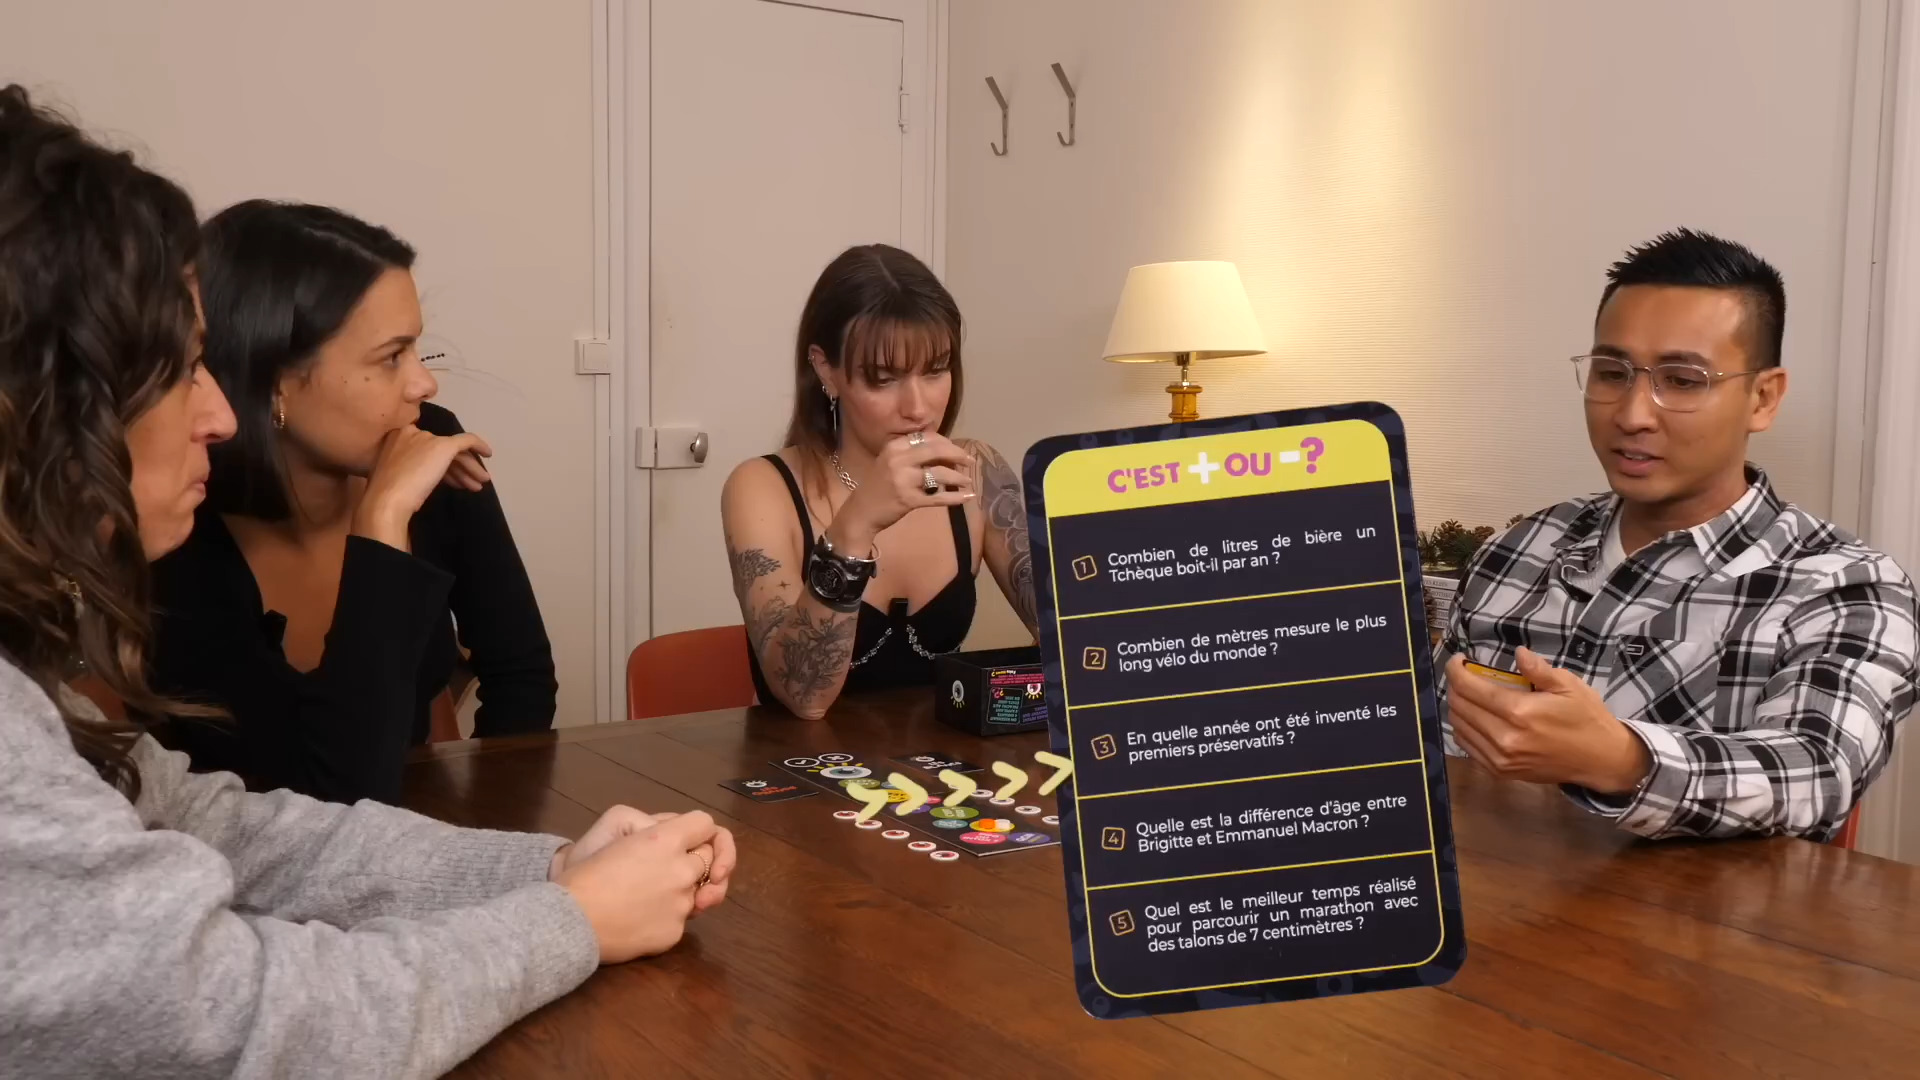 C'EST + OU -?
1 Combien de litres de bière un
Tchèque boit-il par an ?
2 Combien de mètres mesure le plus
long vélo du monde ?
3 En quelle année ont été inventé les
premiers préservatifs ?
4 Quelle est la différence d'âge entre
Brigitte et Emmanuel Macron ?
5 Quel est le meilleur temps réalisé
pour parcourir un marathon avec
des talons de 7 centimètres ?